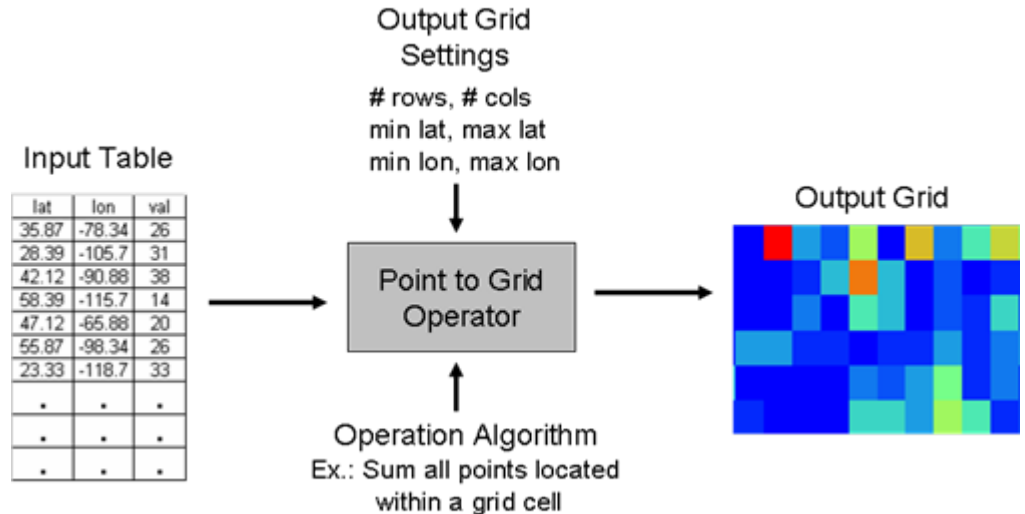 Output Grid
Settings
# rows, # cols
min lat, max lat
min lon, max lon
Input Table
lat lon val
35.87 -78.34 26
28.39 -105.7 31
42.12 -90.88 38
58.39 -115.7 14
47.12 -65.88 20
55.87 -98.34 26
23.33 -118.7 33
. . .
. . .
. . .
Point to Grid
Operator
Operation Algorithm
Ex.: Sum all points located
within a grid cell
Output Grid